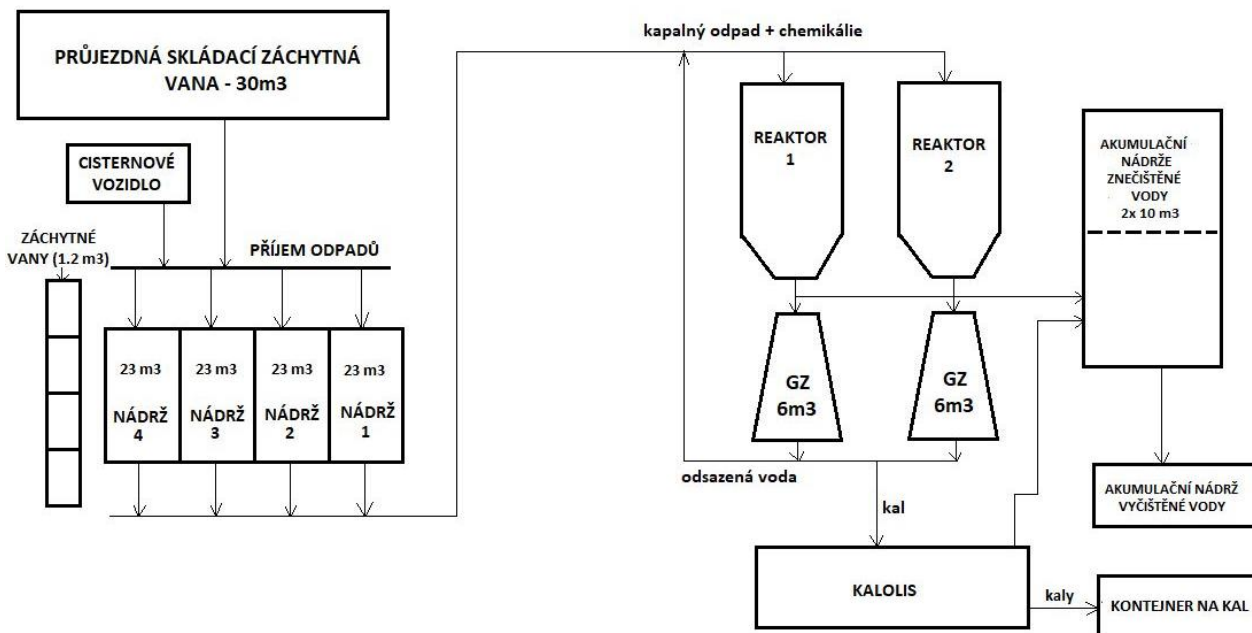 PRŮJEZDNÁ SKLÁDACÍ ZÁCHYTNÁ
VANA - 30m3
CISTERNOVÉ
VOZIDLO
ZÁCHYTNÉ
VANY (1.2 m3)
PŘÍJEM ODPADŮ
23 m3
NÁDRŽ
4
23 m3
NÁDRŽ
3
23 m3
NÁDRŽ
2
23 m3
NÁDRŽ
1
kapalný odpad + chemikálie
REAKTOR
1
REAKTOR
2
GZ
6m3
GZ
6m3
odsazená voda
kal
KALOLIS
kaly
KONTEJNER NA KAL
AKUMULAČNÍ
NÁDRŽE
ZNEČIŠTĚNÉ
VODY
2x 10 m3
AKUMULAČNÍ NÁDRŽ
VYČIŠTĚNÉ VODY